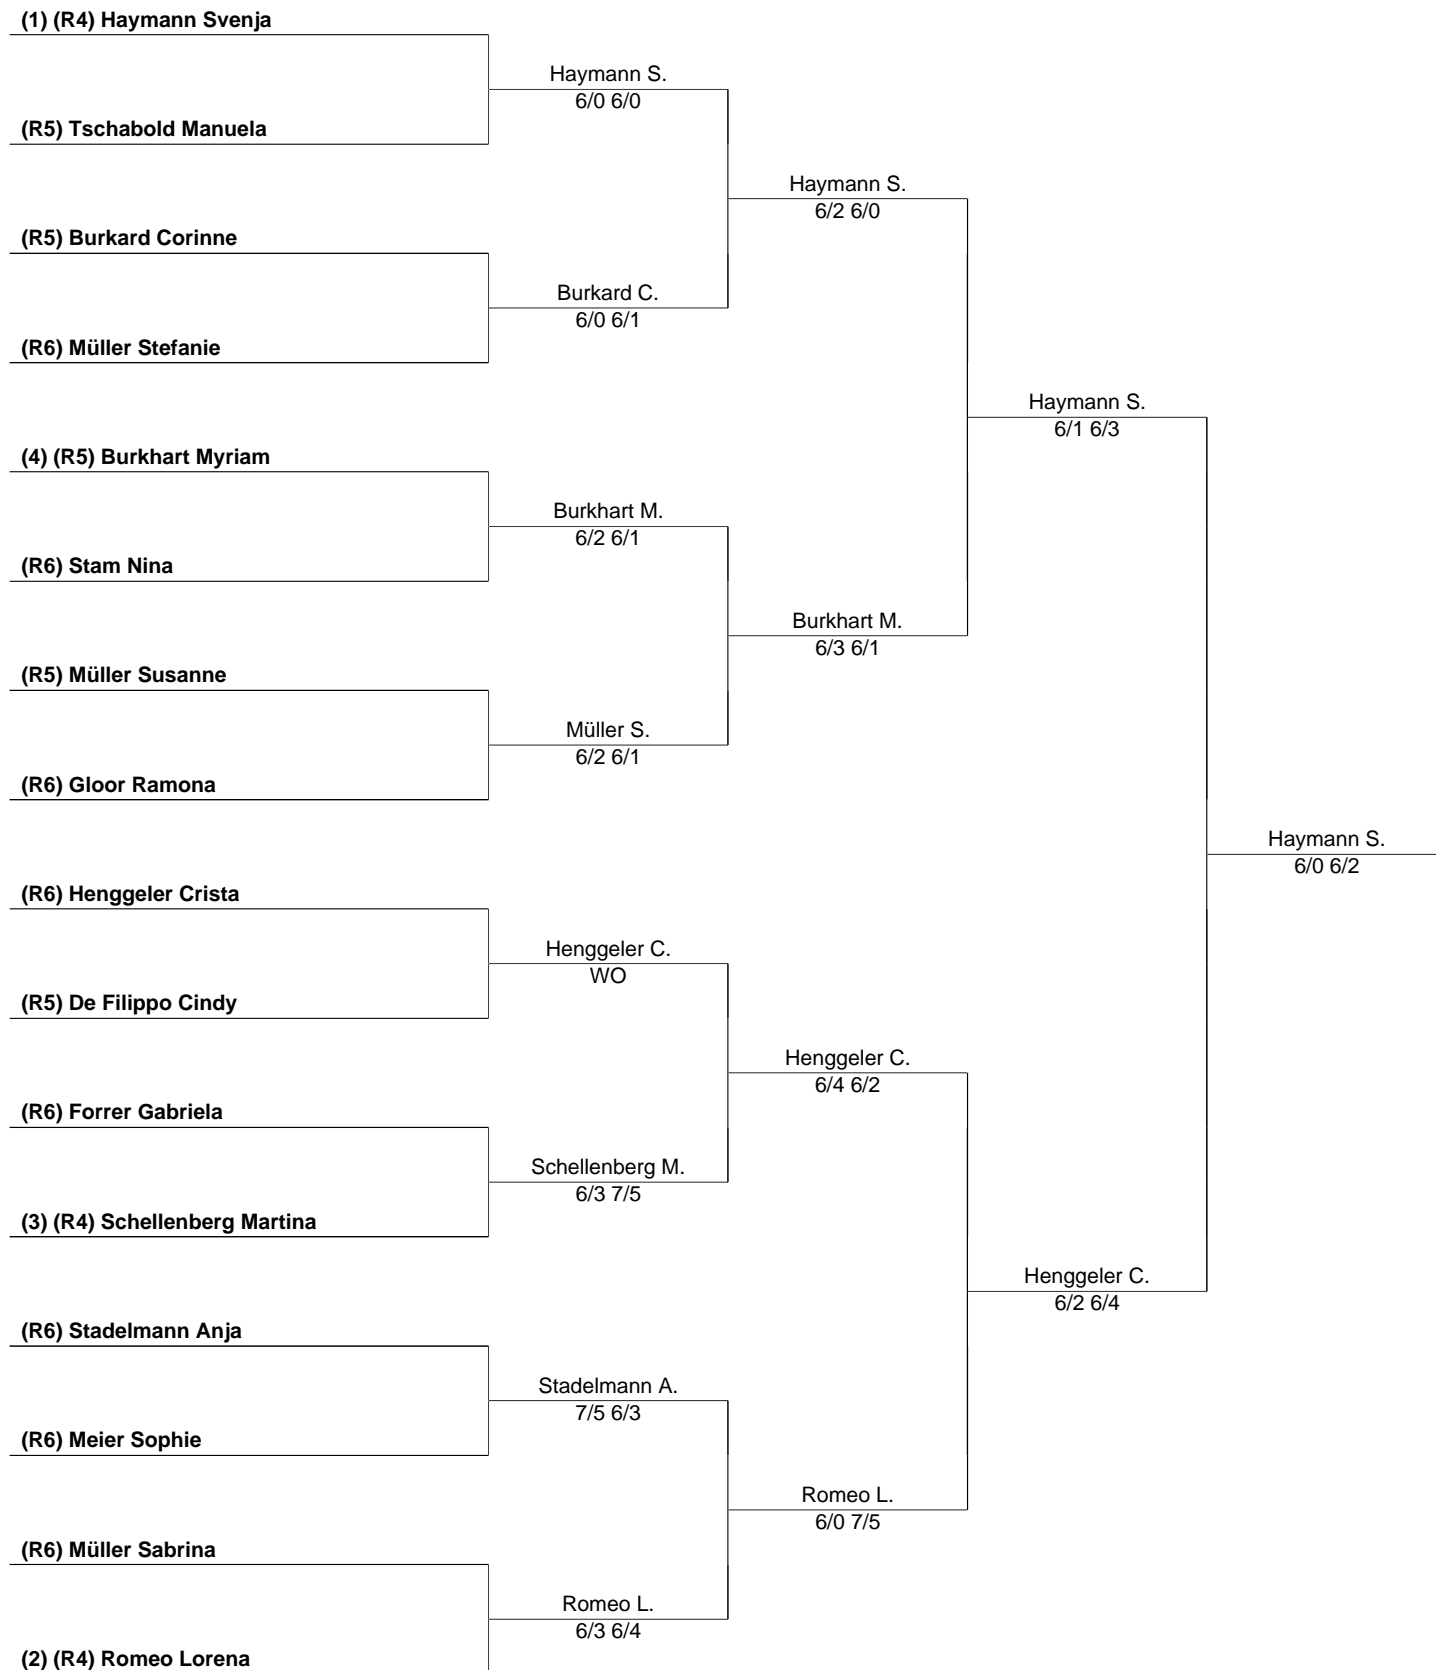 (1) (R4) Haymann Svenja
Haymann S.
6/0 6/0
(R5) Tschabold Manuela
Haymann S.
6/2 6/0
(R5) Burkard Corinne
Burkard C.
6/0 6/1
(R6) Müller Stefanie
Haymann S.
6/1 6/3
(4) (R5) Burkhart Myriam
Burkhart M.
6/2 6/1
(R6) Stam Nina
Burkhart M.
6/3 6/1
(R5) Müller Susanne
Müller S.
6/2 6/1
(R6) Gloor Ramona
Haymann S.
6/0 6/2
(R6) Henggeler Crista
Henggeler C.
WO
(R5) De Filippo Cindy
Henggeler C.
6/4 6/2
(R6) Forrer Gabriela
Schellenberg M.
6/3 7/5
(3) (R4) Schellenberg Martina
Henggeler C.
6/2 6/4
(R6) Stadelmann Anja
Stadelmann A.
7/5 6/3
(R6) Meier Sophie
Romeo L.
6/0 7/5
(R6) Müller Sabrina
Romeo L.
6/3 6/4
(2) (R4) Romeo Lorena